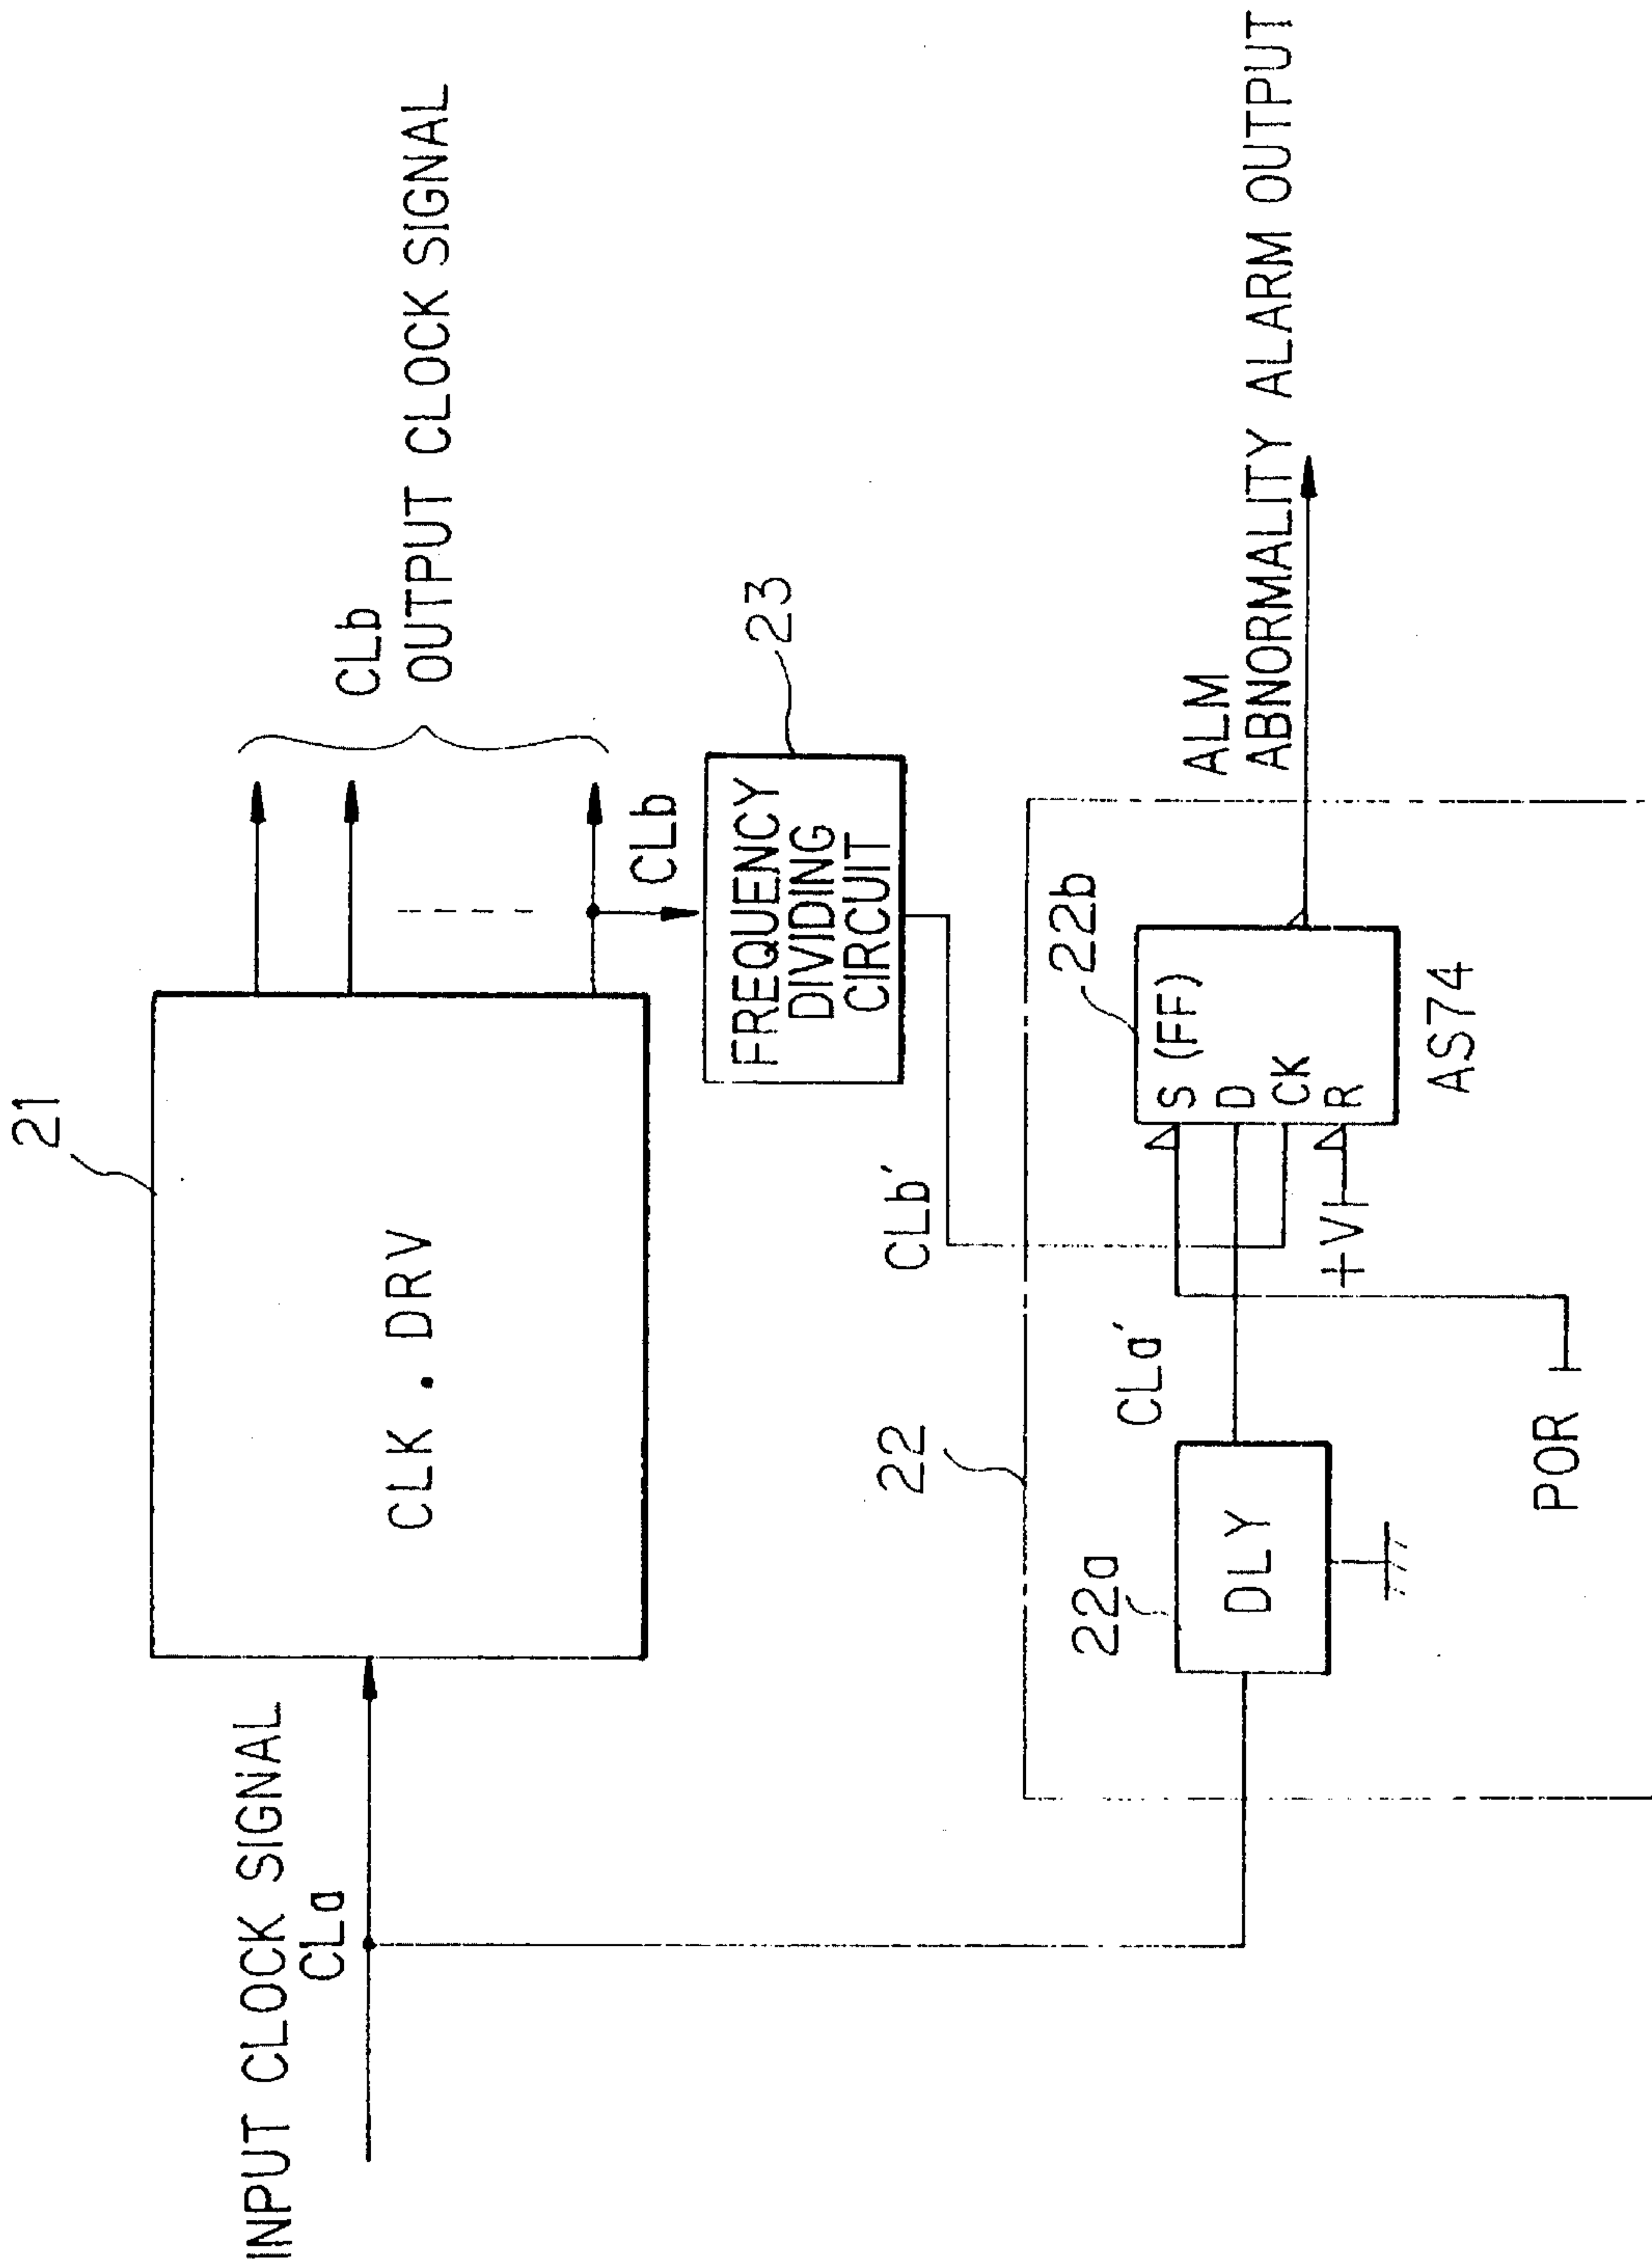 21
INPUT CLOCK SIGNAL
CLa
CLK.DRV
CLb
OUTPUT CLOCK SIGNAL
CLb
FREQUENCY
DIVIDING
CIRCUIT
23
22
CLb´
22a
DLY
CLa´
22b
S (FF)
D
CK
R
+V
AS74
POR
ALM
ABNORMALITY ALARM OUTPUT